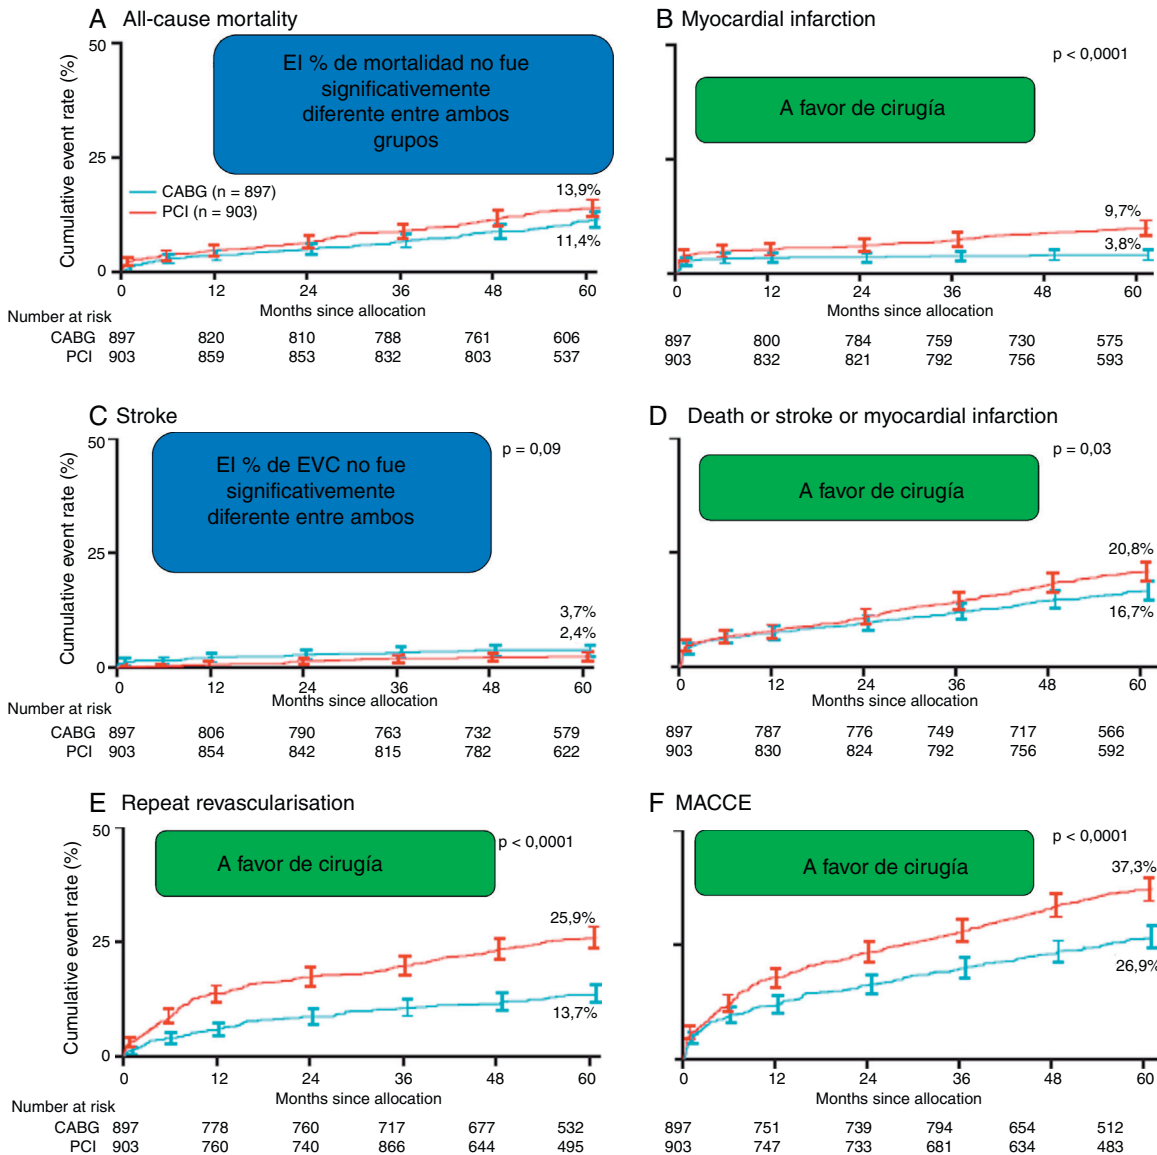 A All-cause mortality
50
25
0
Cumulative event rate (%)
El % de mortalidad no fue
significativemente
diferente entre ambos
grupos
CABG (n = 897)
PCI (n = 903)
13,9%
11,4%
0 12 24 36 48 60
Months since allocation
Number at risk
CABG 897 820 810 788 761 606
PCI 903 859 853 832 803 537
B Myocardial infarction
p < 0,0001
A favor de cirugía
9,7%
3,8%
0 12 24 36 48 60
Months since allocation
897 800 784 759 730 575
903 832 821 792 756 593
C Stroke
50
25
0
Cumulative event rate (%)
El % de EVC no fue
significativemente
diferente entre ambos
p = 0,09
3,7%
2,4%
0 12 24 36 48 60
Months since allocation
Number at risk
CABG 897 806 790 763 732 579
PCI 903 854 842 815 782 622
D Death or stroke or myocardial infarction
p = 0,03
A favor de cirugía
20,8%
16,7%
0 12 24 36 48 60
Months since allocation
897 787 776 749 717 566
903 830 824 792 756 592
E Repeat revascularisation
50
25
0
Cumulative event rate (%)
p < 0,0001
A favor de cirugía
25,9%
13,7%
0 12 24 36 48 60
Months since allocation
Number at risk
CABG 897 778 760 717 677 532
PCI 903 760 740 866 644 495
F MACCE
p < 0,0001
A favor de cirugía
37,3%
26,9%
0 12 24 36 48 60
Months since allocation
897 751 739 794 654 512
903 747 733 681 634 483